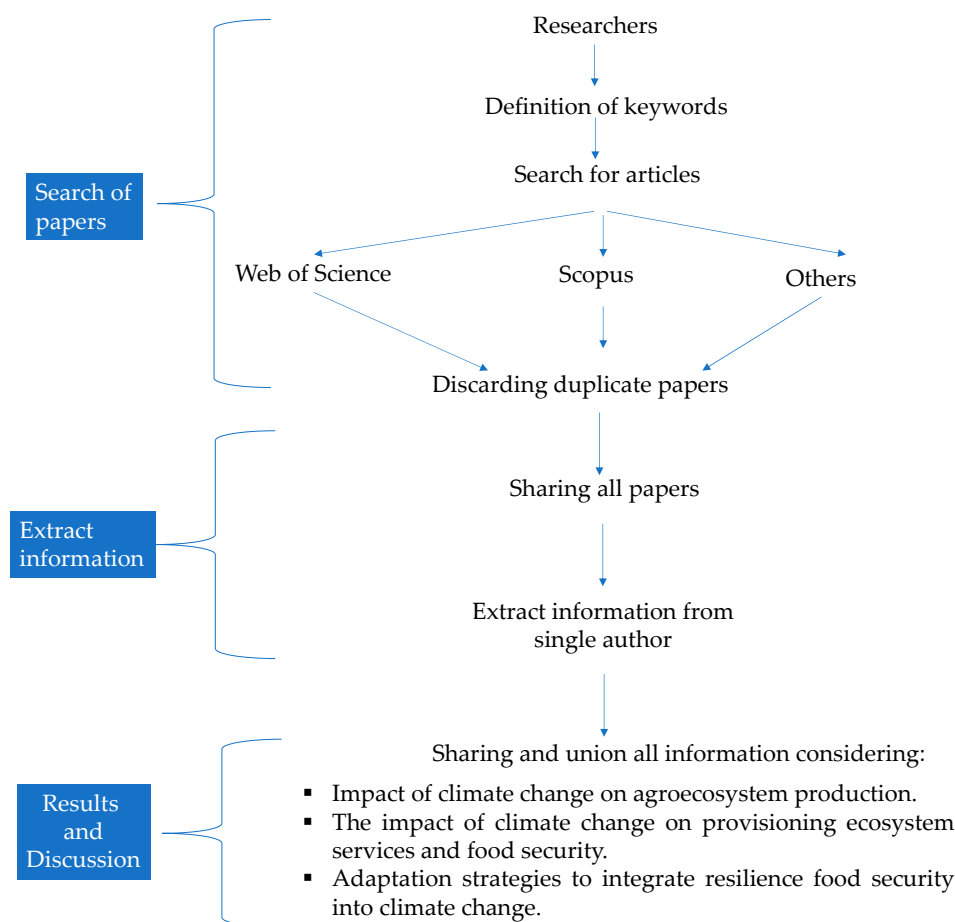 Researchers
Definition of keywords
Search for articles
Search of
papers
Web of Science
Scopus
Others
Discarding duplicate papers
Sharing all papers
Extract
information
Extract information from
single author
Sharing and union all information considering:
Results
and
Discussion
▪ Impact of climate change on agroecosystem production.
▪ The impact of climate change on provisioning ecosystem
services and food security.
▪ Adaptation strategies to integrate resilience food security
into climate change.